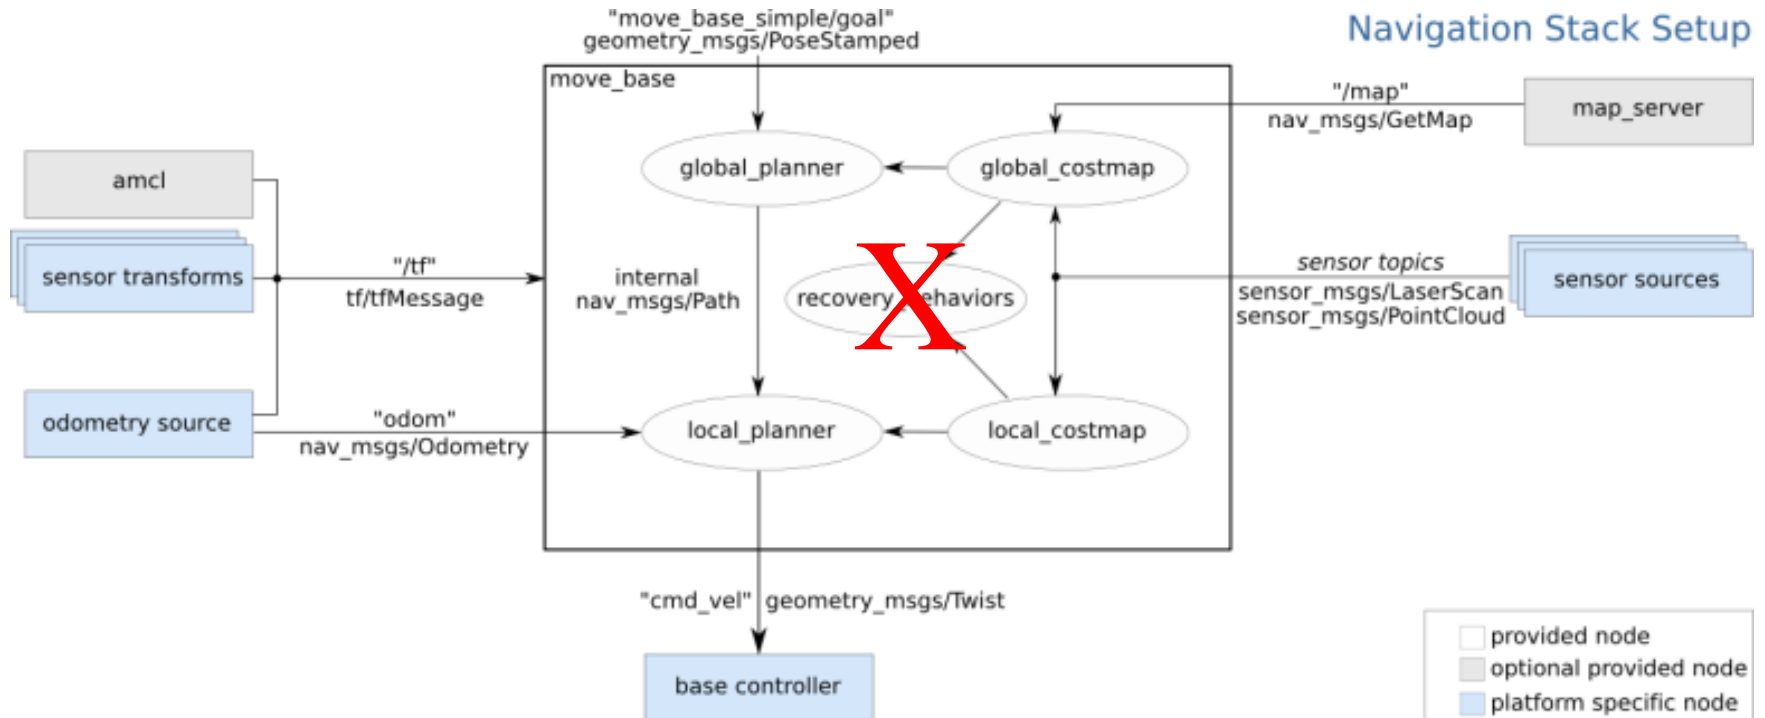 Navigation Stack Setup
"move_base_simple/goal"
geometry_msgs/PoseStamped
move_base
"/map"
nav_msgs/GetMap
map_server
global_planner
global_costmap
amcl
sensor transforms
"/tf"
tf/tfMessage
internal
nav_msgs/Path
recovery_behaviors
X
sensor topics
sensor_msgs/LaserScan
sensor_msgs/PointCloud
sensor sources
odometry source
"odom"
nav_msgs/Odometry
local_planner
local_costmap
"cmd_vel" geometry_msgs/Twist
base controller
provided node
optional provided node
platform specific node